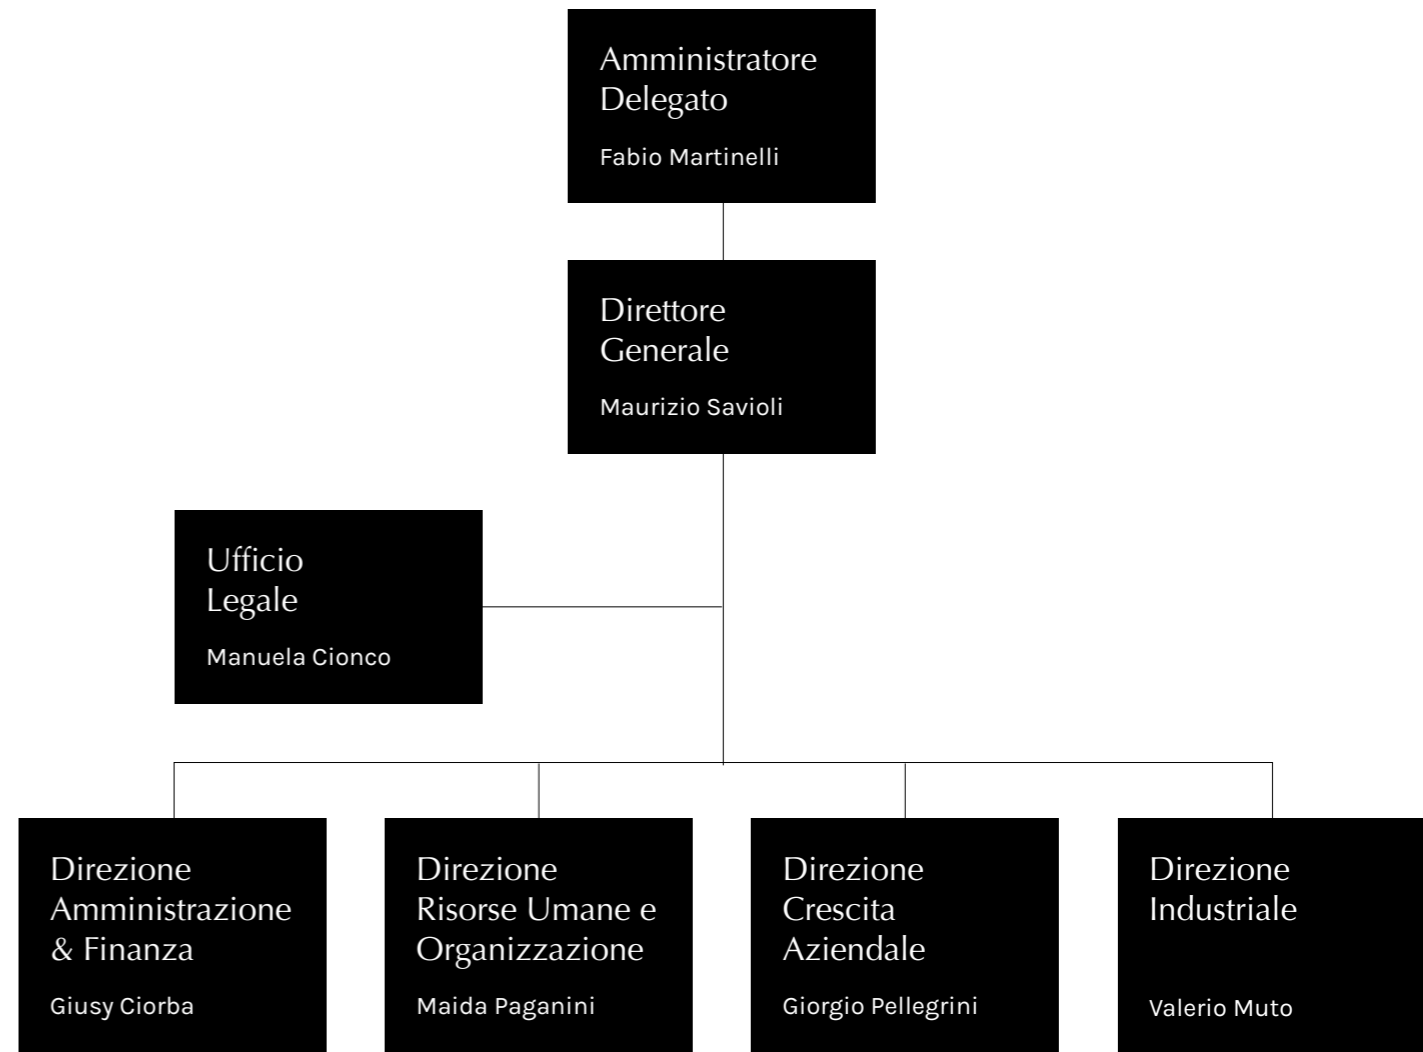 Amministratore
Delegato
Fabio Martinelli
Direttore
Generale
Maurizio Savioli
Ufficio
Legale
Manuela Cionco
Direzione
Amministrazione
& Finanza
Giusy Ciorba
Direzione
Risorse Umane e
Organizzazione
Maida Paganini
Direzione
Crescita
Aziendale
Giorgio Pellegrini
Direzione
Industriale
Valerio Muto